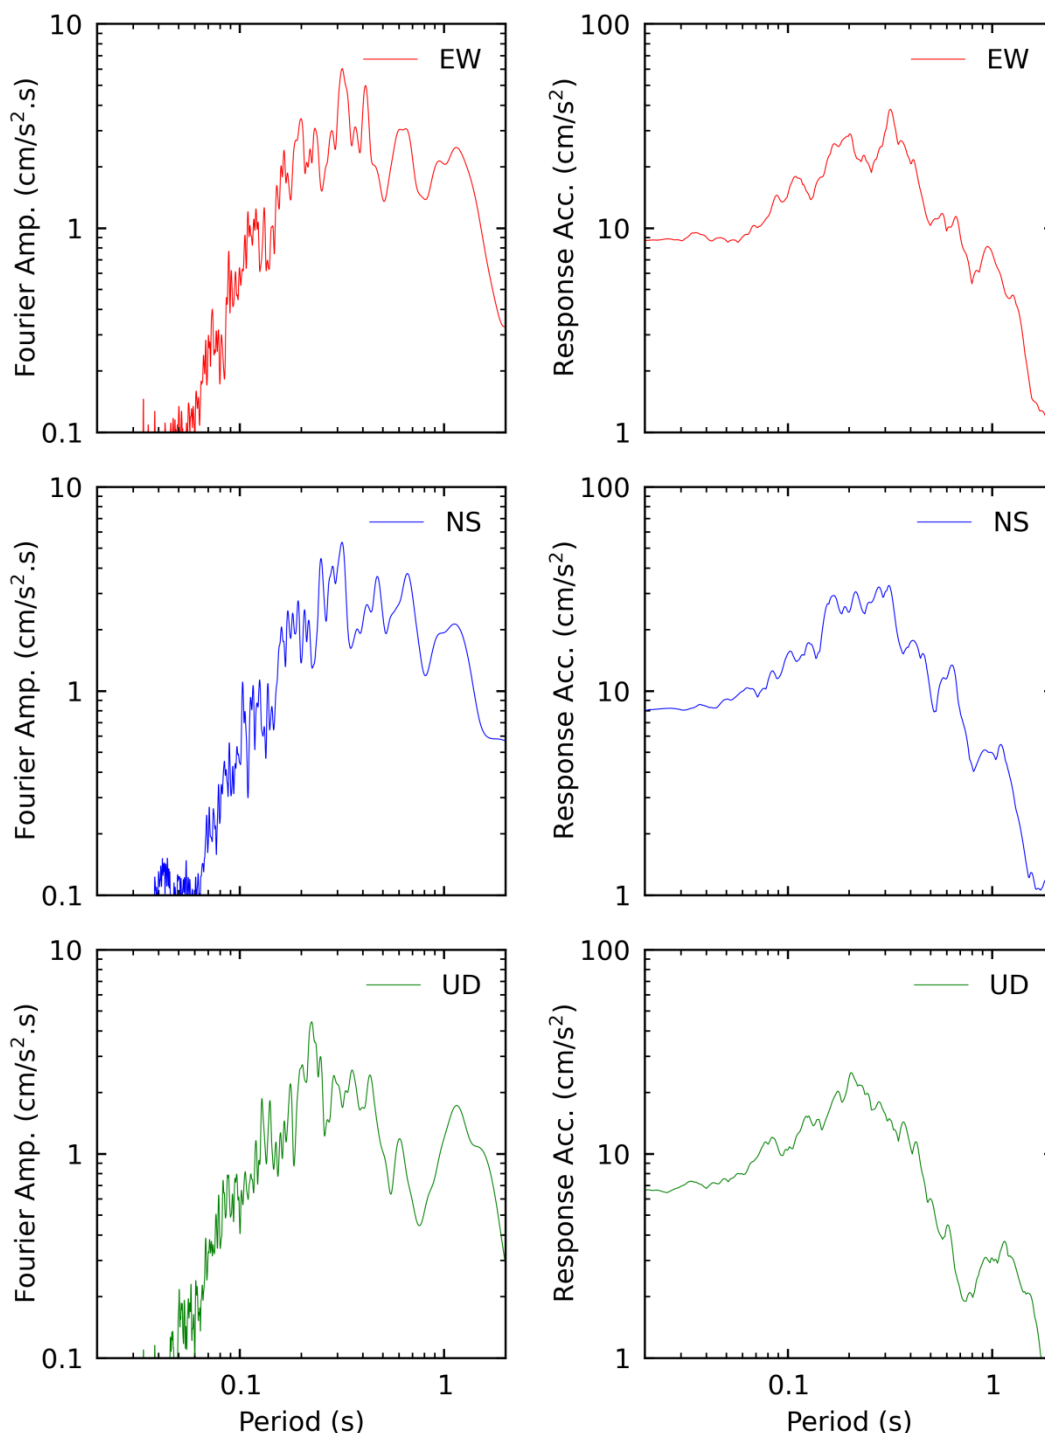 10
1
0.1
Fourier Amp. (cm/s².s)
EW
100
10
1
Response Acc. (cm/s²)
EW
10
1
0.1
Fourier Amp. (cm/s².s)
NS
100
10
1
Response Acc. (cm/s²)
NS
10
1
0.1
Fourier Amp. (cm/s².s)
UD
0.1 1
Period (s)
100
10
1
Response Acc. (cm/s²)
UD
0.1 1
Period (s)